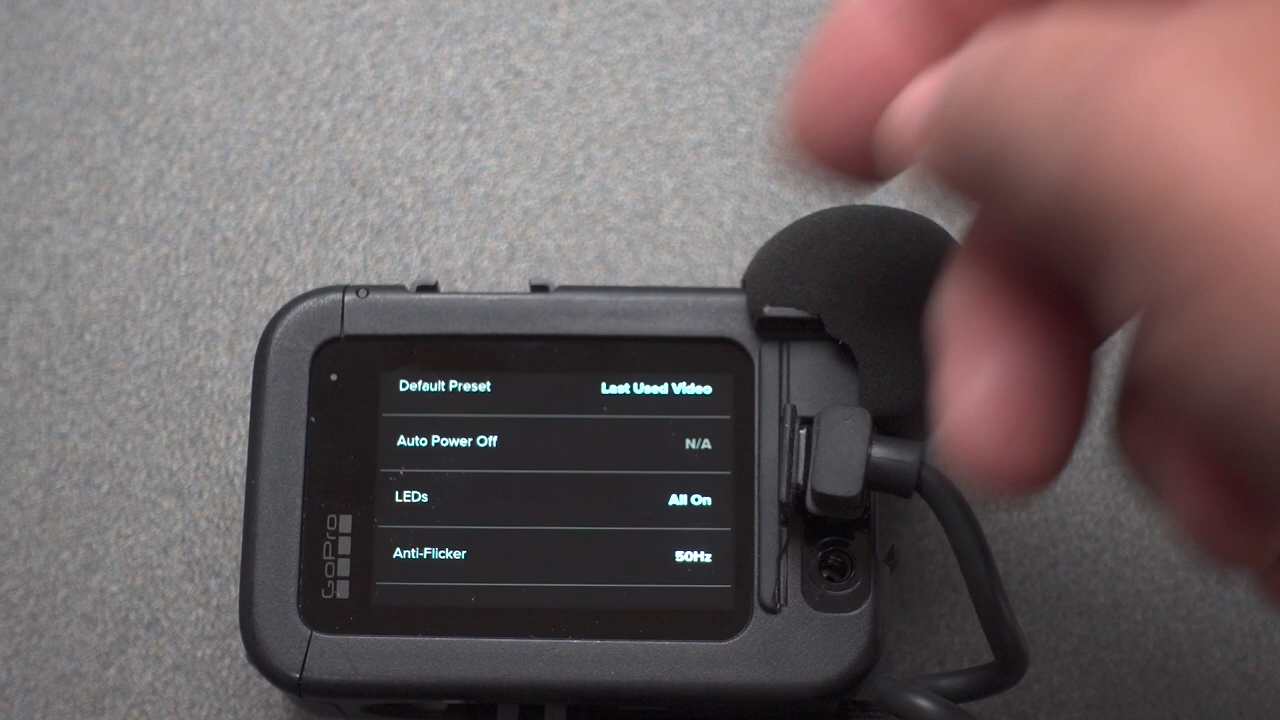 Default Preset Last Used Video
Auto Power Off N/A
LEDs All On
Anti-Flicker 50Hz
GoPro